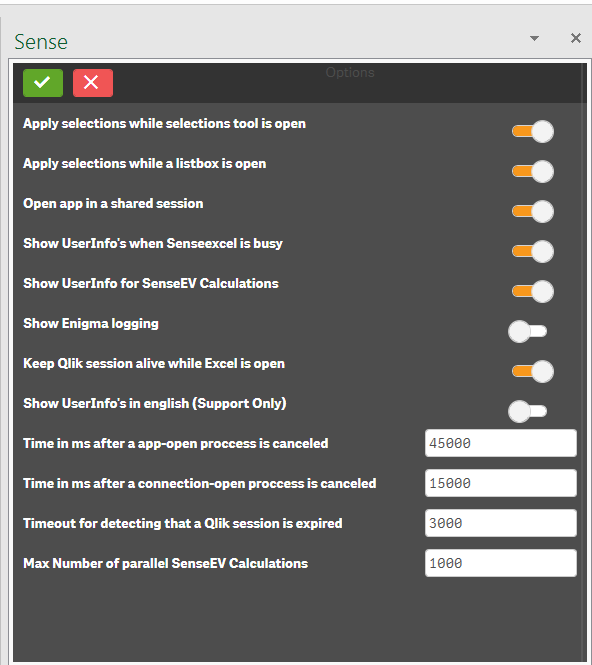 Sense
Options
Apply selections while selections tool is open
Apply selections while a listbox is open
Open app in a shared session
Show UserInfo's when Senseexcel is busy
Show UserInfo for SenseEV Calculations
Show Enigma logging
Keep Qlik session alive while Excel is open
Show UserInfo's in english (Support Only)
Time in ms after a app-open proccess is canceled 45000
Time in ms after a connection-open proccess is canceled 15000
Timeout for detecting that a Qlik session is expired 3000
Max Number of parallel SenseEV Calculations 1000